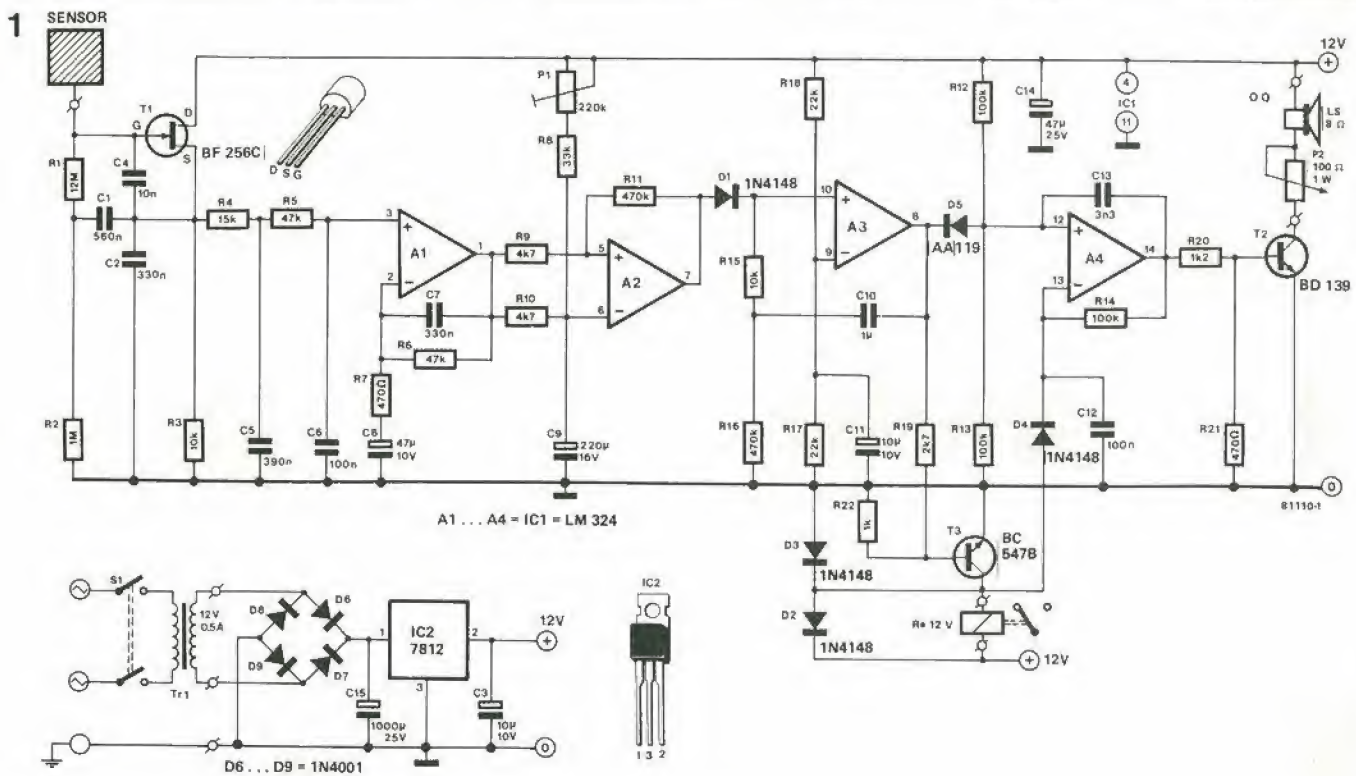 1
SENSOR
T1
G
D
S
BF 256C
D S G
R1
12M
C4
10n
C1
560n
C2
330n
R2
1M
R3
10k
R4
15k
R5
47k
C5
390n
C6
100n
3
+
A1
1
2
−
C7
330n
R6
47k
R7
470Ω
C8
47µ
10V
R9
4k7
R10
4k7
P1
220k
R8
33k
R11
470k
5
+
A2
7
6
−
C9
220µ
16V
A1 . . . A4 = IC1 = LM 324
D1
1N4148
R15
10k
R16
470k
R18
22k
10
+
A3
8
9
−
C10
1µ
R17
22k
C11
10µ
10V
R19
2k7
D5
AA119
R12
100k
R13
100k
C14
47µ
25V
4
IC1
11
C13
3n3
12
+
A4
14
13
−
R14
100k
D4
1N4148
C12
100n
R20
1k2
R21
470Ω
12V
+
LS
8 Ω
P2
100 Ω
1 W
T2
BD 139
0
81110-1
R22
1k
T3
BC
547B
D3
1N4148
D2
1N4148
Re 12 V
+ 12V
S1
Tr1
12V
0.5A
D8
D6
D9
D7
1
IC2
7812
2
3
12V
+
C15
1000µ
25V
C3
10µ
10V
0
D6 . . . D9 = 1N4001
IC2
1 3 2